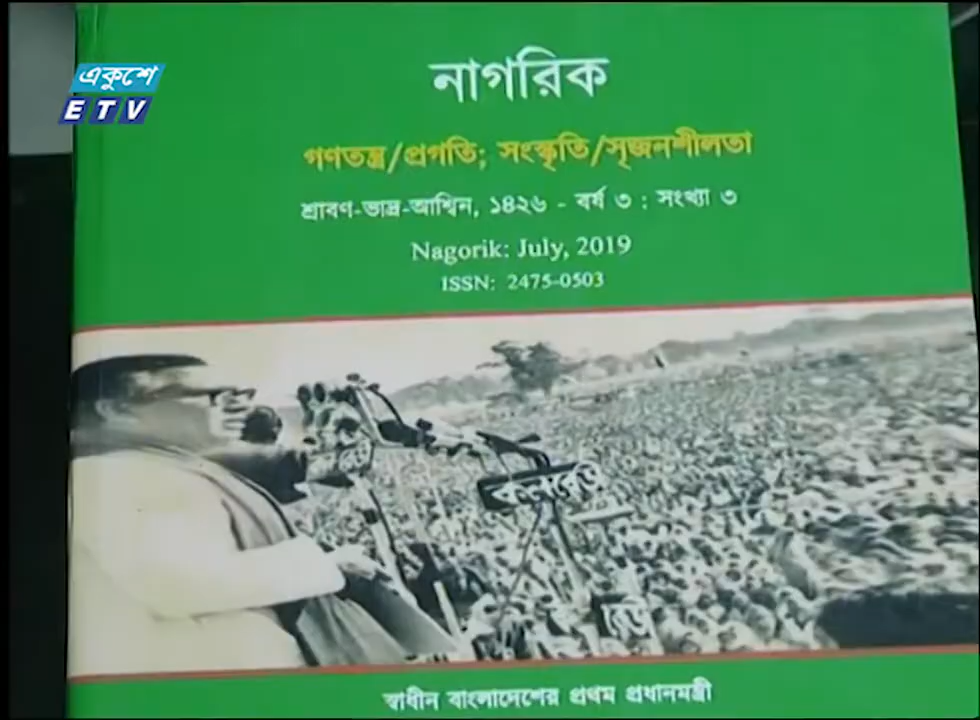 একুশে
ETV
নাগরিক
গণতন্ত্র/প্রগতি; সংস্কৃতি/সৃজনশীলতা
শ্রাবণ-ভাদ্র-আশ্বিন, ১৪২৬ - বর্ষ ৩ : সংখ্যা ৩
Nagorik: July, 2019
ISSN: 2475-0503
কলরেডী
স্বাধীন বাংলাদেশের প্রথম প্রধানমন্ত্রী